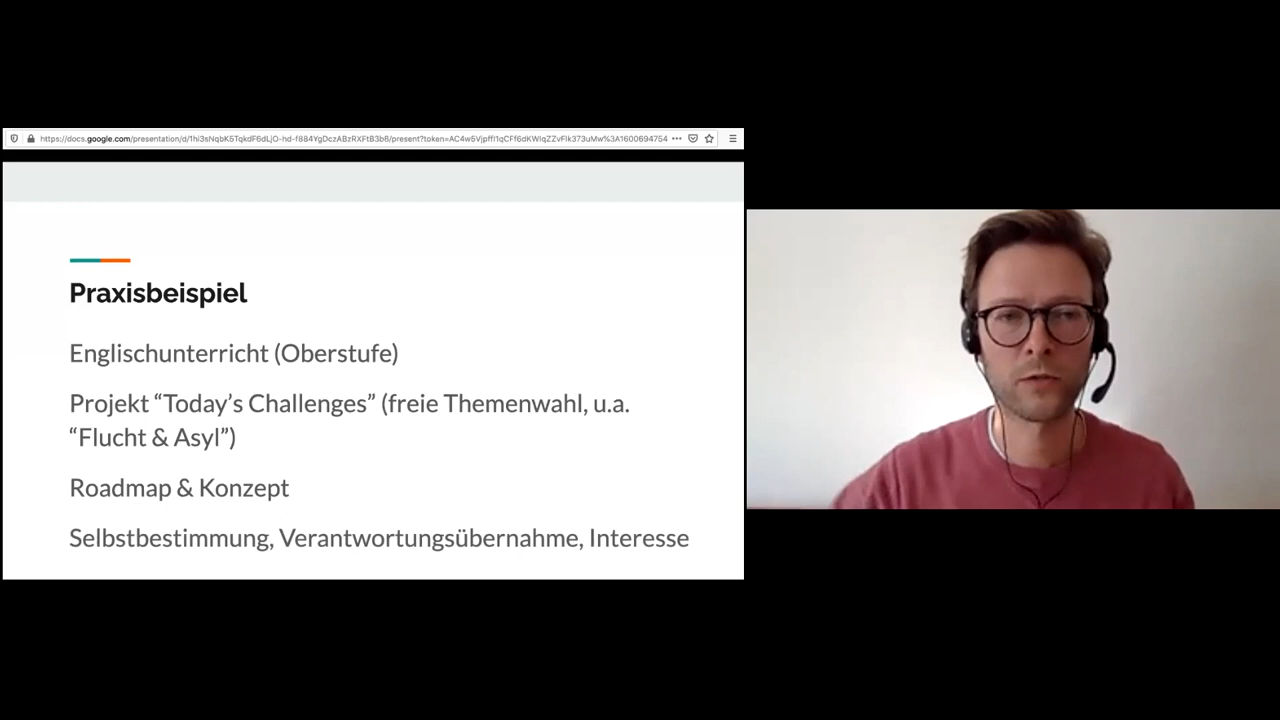 https://docs.google.com/presentation/d/1hi3sNqbK5TqkdF6dLjO-hd-f884YgDczABzRXFtB3b6/present?token=AC4w5VjpffI1qCFf6dKWIqZZvFlk373uMw%3A1600694754
Praxisbeispiel
Englischunterricht (Oberstufe)
Projekt “Today’s Challenges” (freie Themenwahl, u.a.
“Flucht & Asyl”)
Roadmap & Konzept
Selbstbestimmung, Verantwortungsübernahme, Interesse